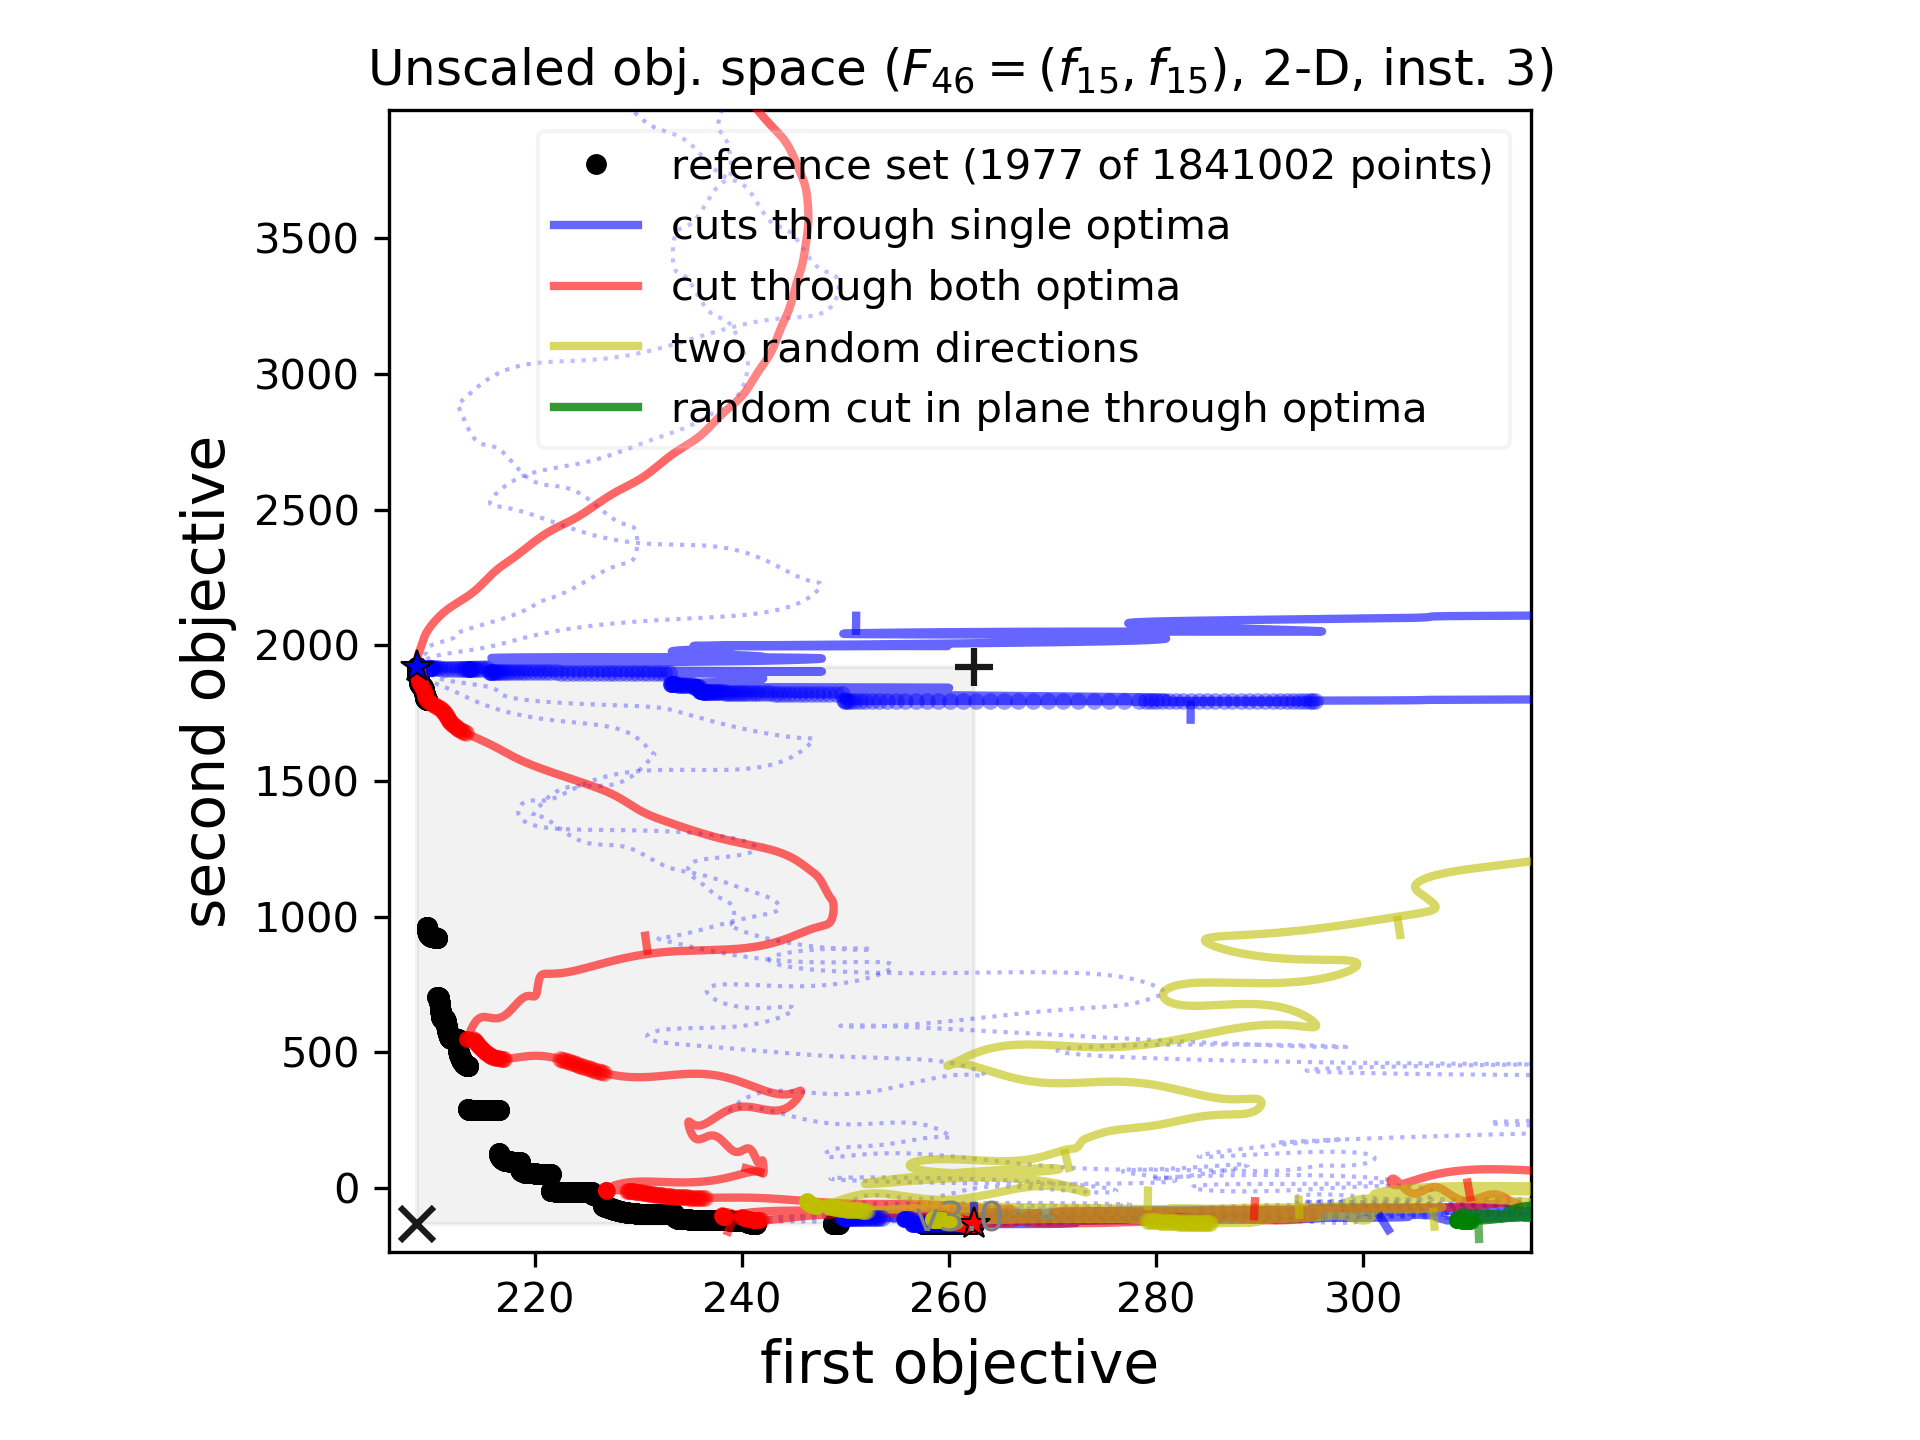 Unscaled obj. space (F46 = (f15, f15), 2-D, inst. 3)
reference set (1977 of 1841002 points)
cuts through single optima
cut through both optima
two random directions
random cut in plane through optima
second objective
3500
3000
2500
2000
1500
1000
500
0
220 240 260 280 300
first objective